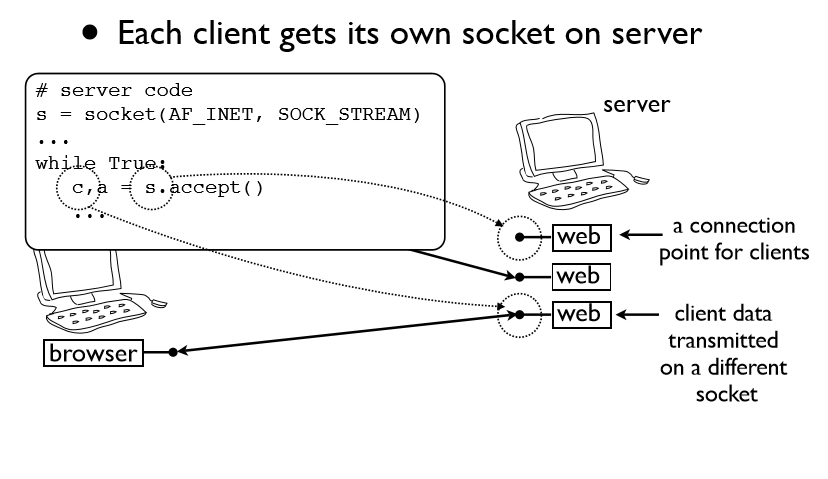 • Each client gets its own socket on server
# server code
s = socket(AF_INET, SOCK_STREAM)
...
while True:
c,a = s.accept()
...
server
web
a connection
point for clients
web
web
client data
transmitted
on a different
socket
browser